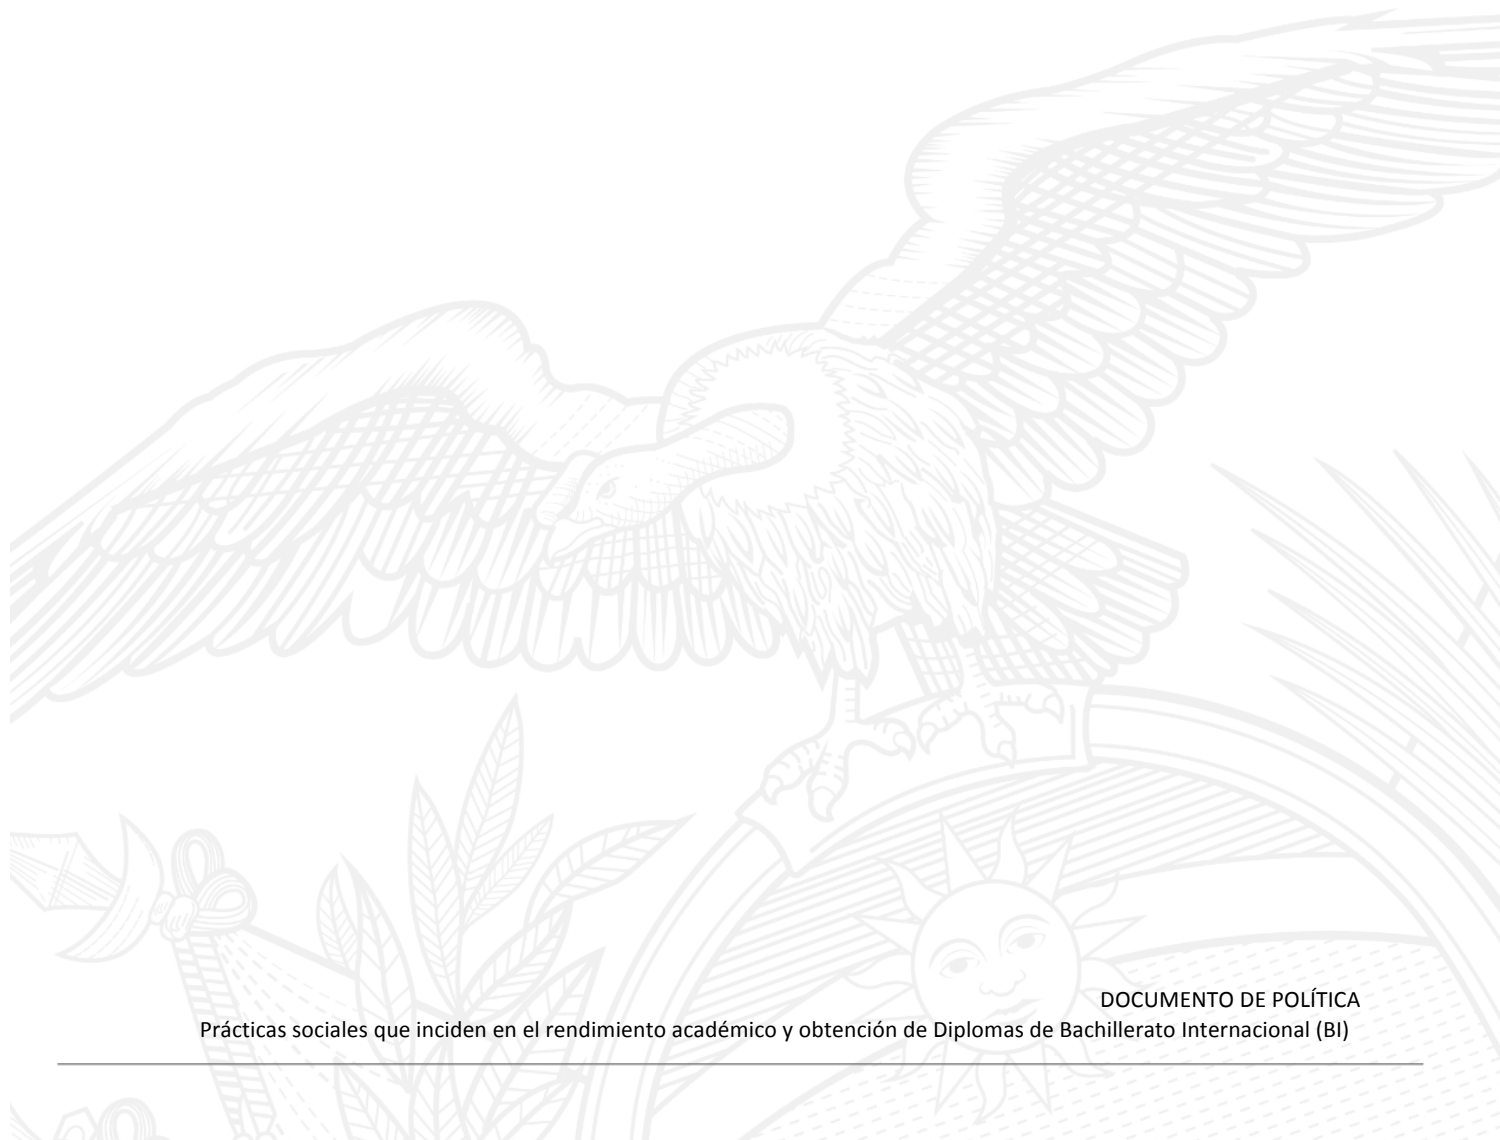 DOCUMENTO DE POLÍTICA
Prácticas sociales que inciden en el rendimiento académico y obtención de Diplomas de Bachillerato Internacional (BI)